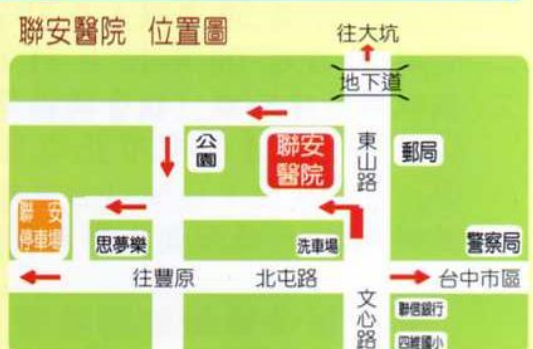 聯安醫院 位置圖
往大坑
地下道
公園
聯安
醫院
東山路
郵局
聯安
停車場
思夢樂
洗車場
警察局
往豐原
北屯路
台中市區
文心路
聯信銀行
四維國小